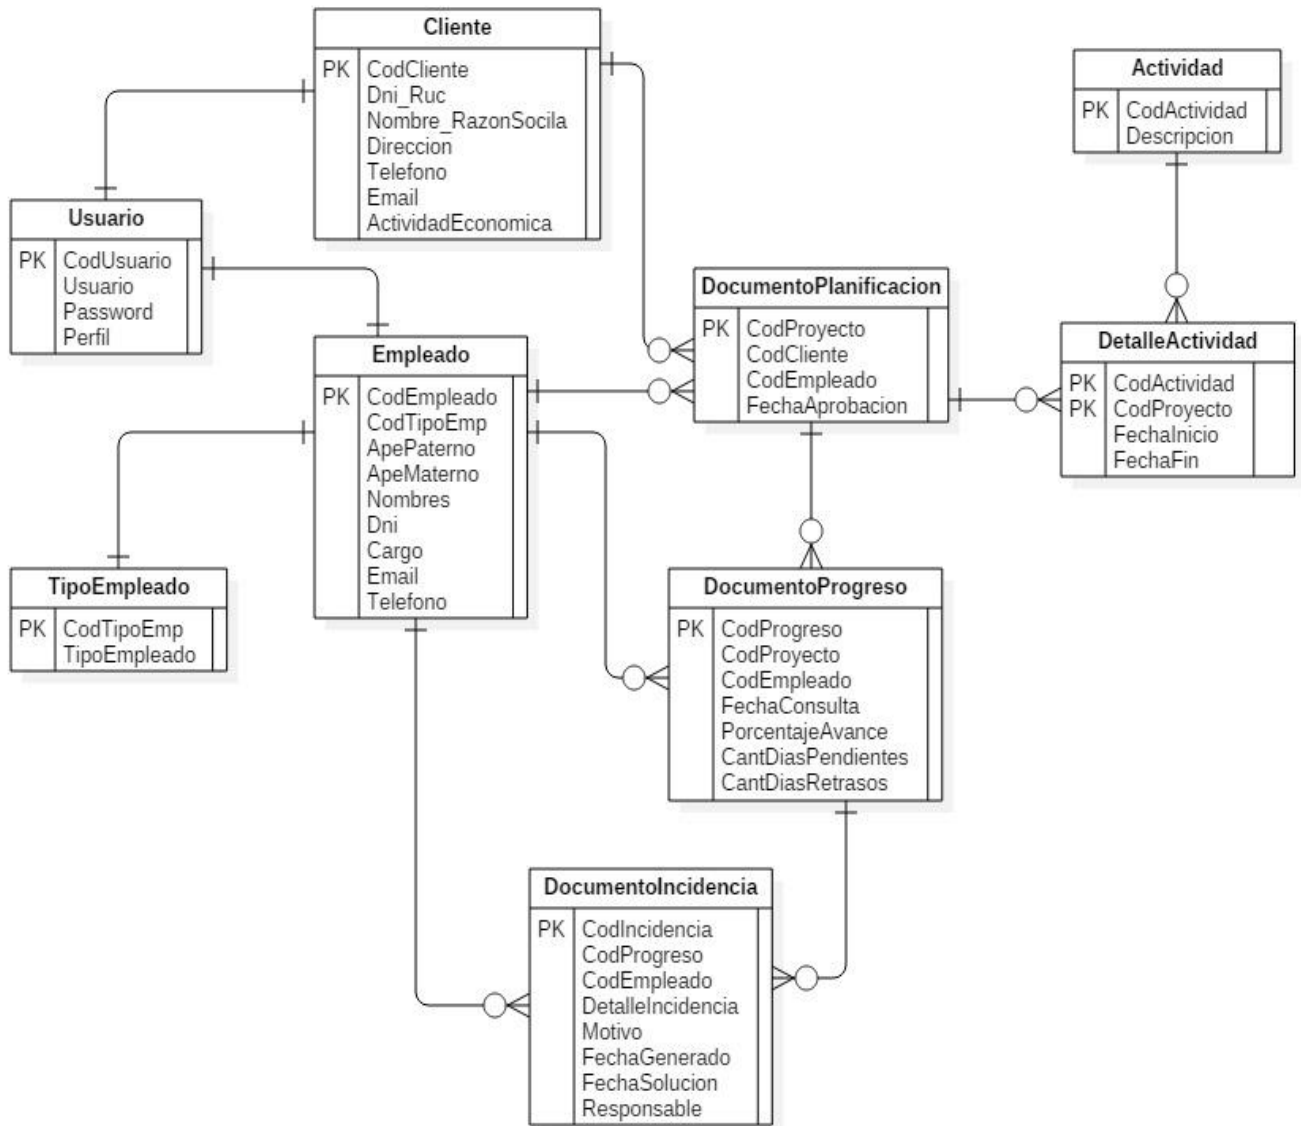 Cliente
PK CodCliente
Dni_Ruc
Nombre_RazonSocila
Direccion
Telefono
Email
ActividadEconomica
Actividad
PK CodActividad
Descripcion
Usuario
PK CodUsuario
Usuario
Password
Perfil
DocumentoPlanificacion
PK CodProyecto
CodCliente
CodEmpleado
FechaAprobacion
DetalleActividad
PK CodActividad
PK CodProyecto
FechaInicio
FechaFin
Empleado
PK CodEmpleado
CodTipoEmp
ApePaterno
ApeMaterno
Nombres
Dni
Cargo
Email
Telefono
TipoEmpleado
PK CodTipoEmp
TipoEmpleado
DocumentoProgreso
PK CodProgreso
CodProyecto
CodEmpleado
FechaConsulta
PorcentajeAvance
CantDiasPendientes
CantDiasRetrasos
DocumentoIncidencia
PK CodIncidencia
CodProgreso
CodEmpleado
DetalleIncidencia
Motivo
FechaGenerado
FechaSolucion
Responsable